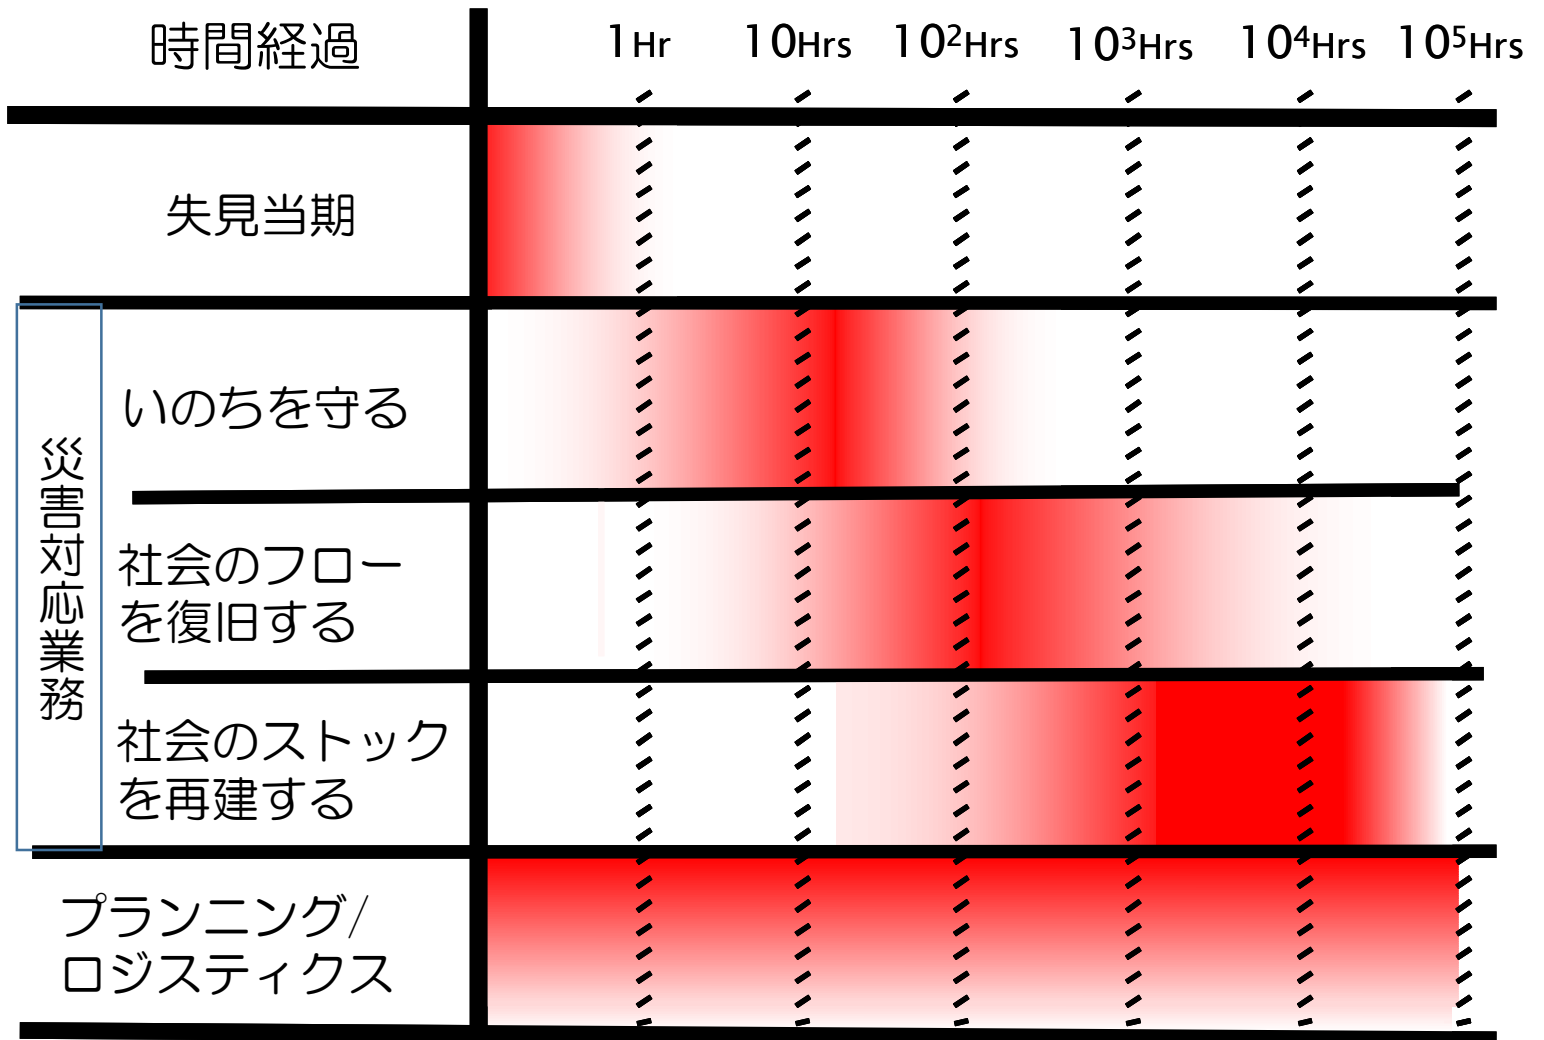 時間経過
1Hr 10Hrs 10²Hrs 10³Hrs 10⁴Hrs 10⁵Hrs
失見当期
災害対応業務
いのちを守る
社会のフロー
を復旧する
社会のストック
を再建する
プランニング/
ロジスティクス